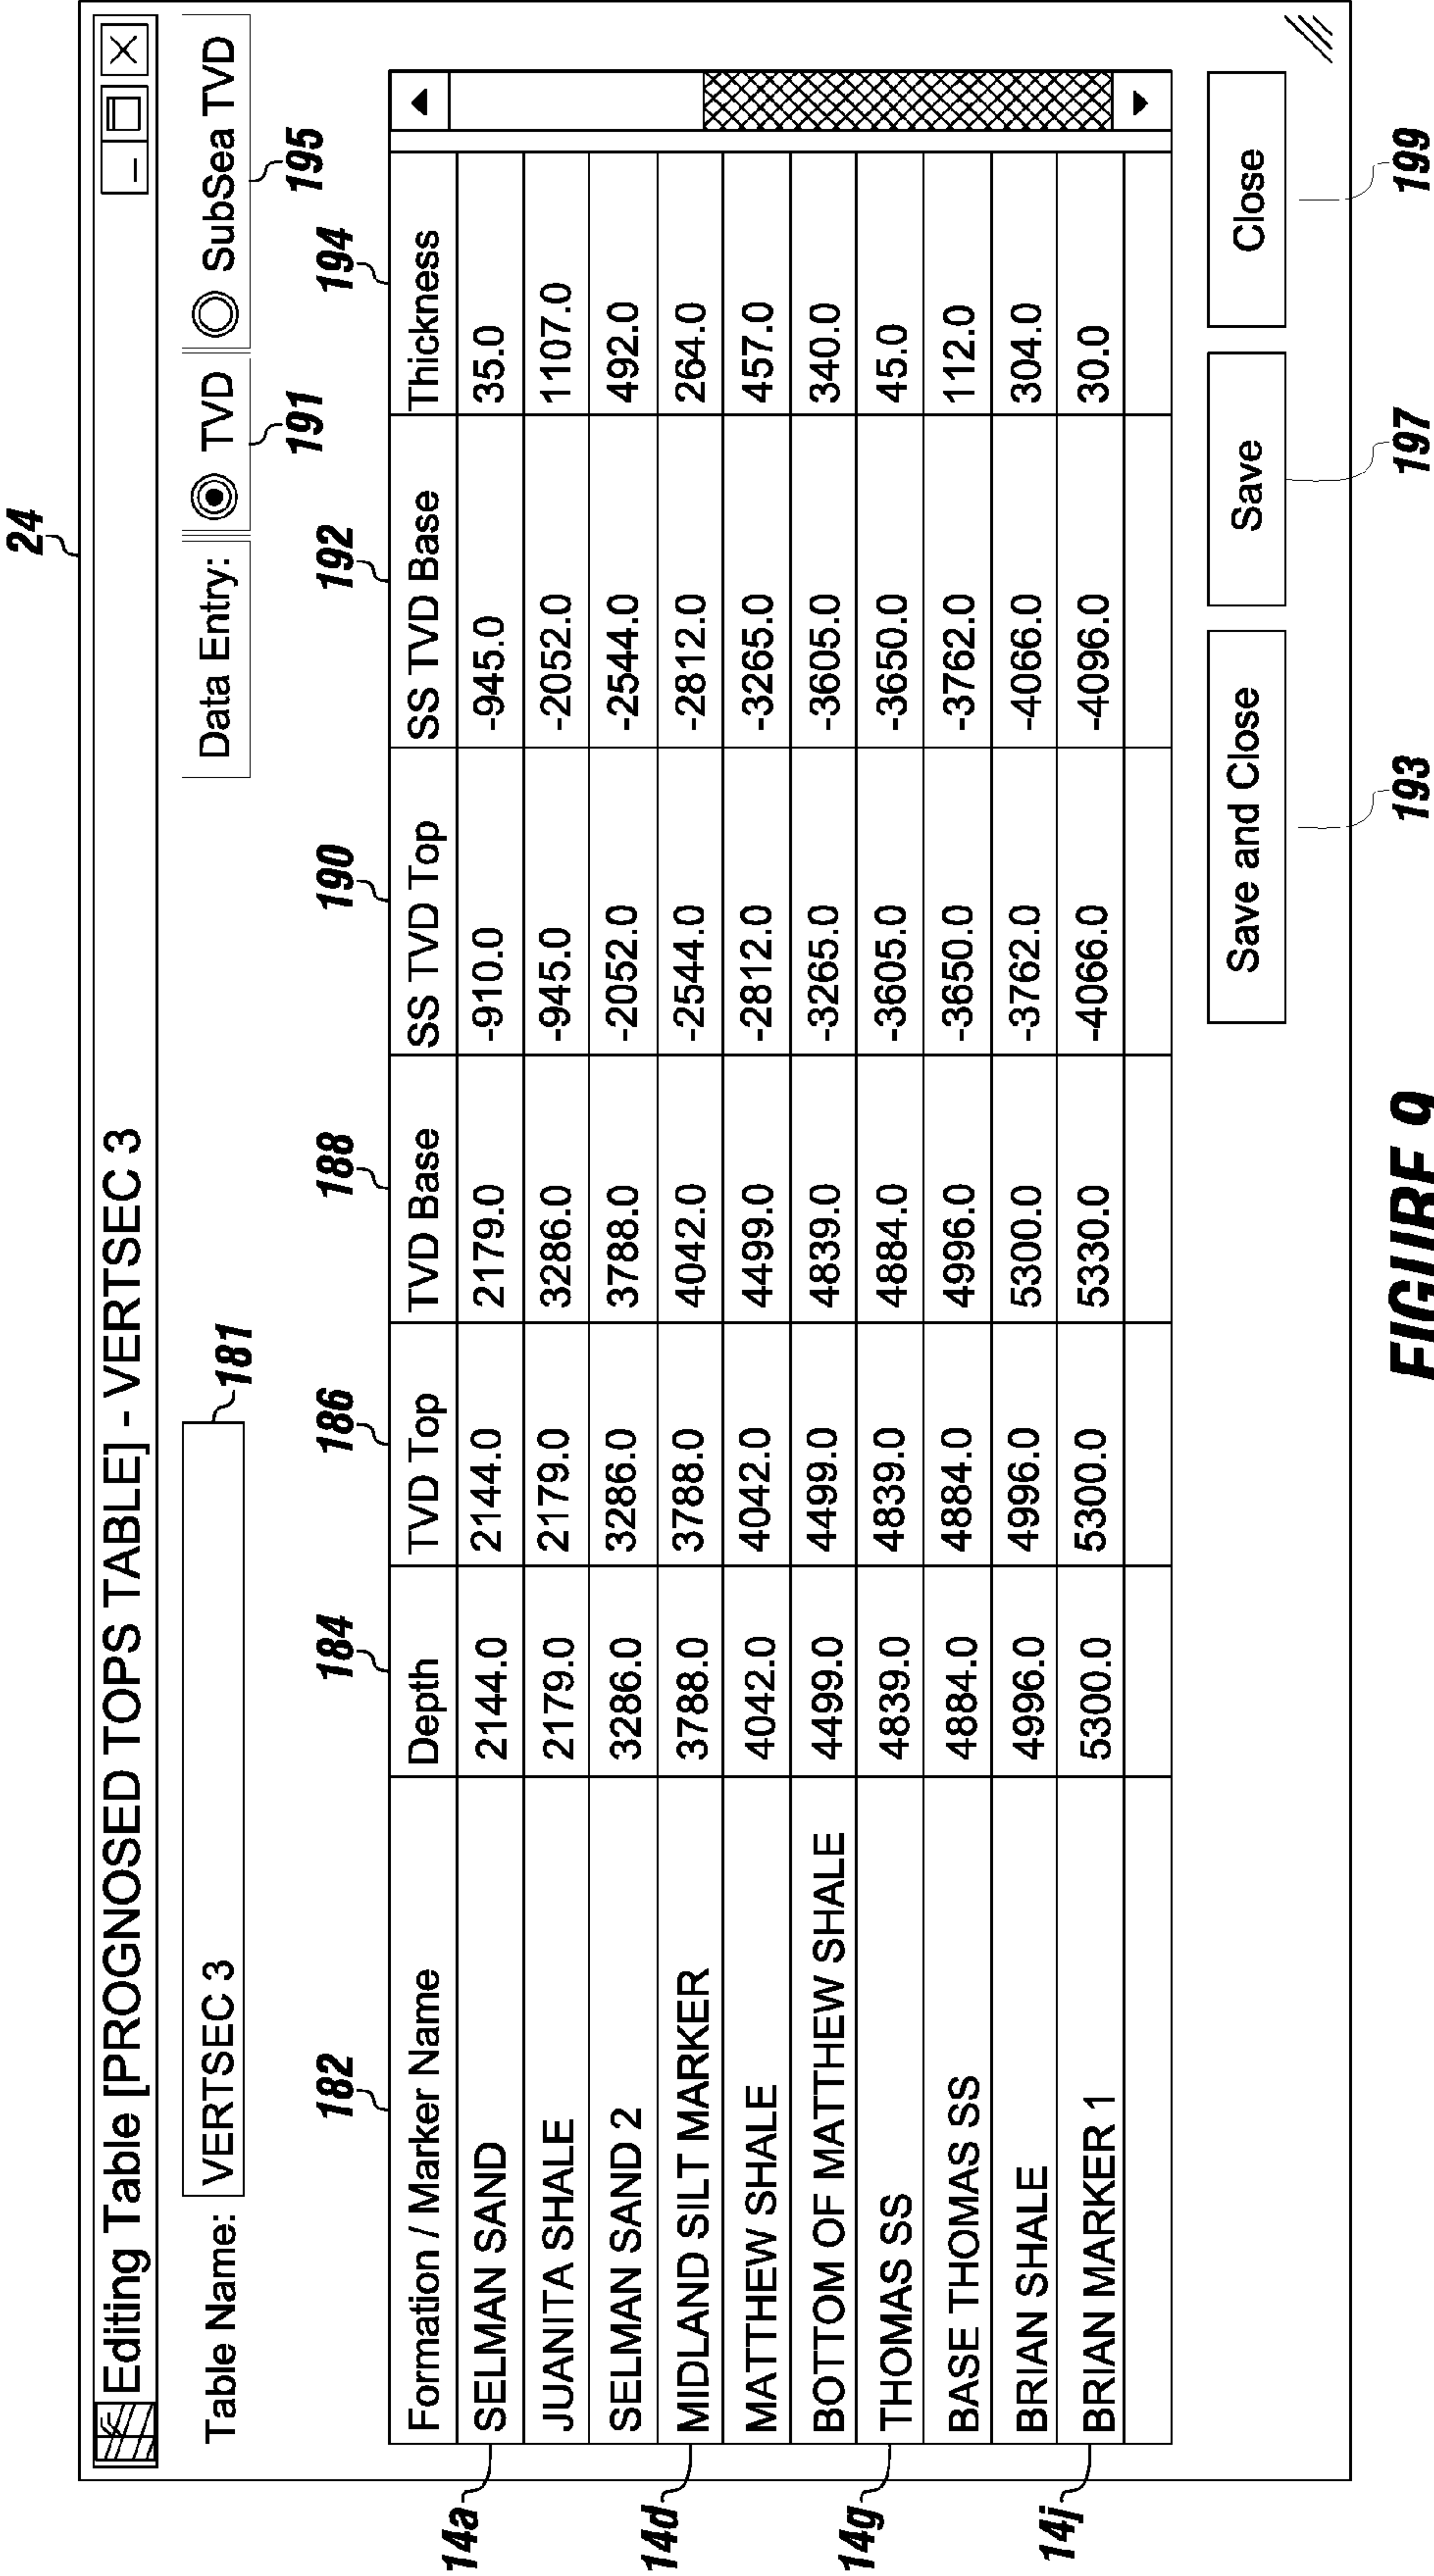 24
Editing Table [PROGNOSED TOPS TABLE] - VERTSEC 3
Table Name: VERTSEC 3 181 Data Entry: TVD SubSea TVD
191 195
182 184 186 188 190 192 194
Formation / Marker Name Depth TVD Top TVD Base SS TVD Top SS TVD Base Thickness
14a SELMAN SAND 2144.0 2144.0 2179.0 -910.0 -945.0 35.0
JUANITA SHALE 2179.0 2179.0 3286.0 -945.0 -2052.0 1107.0
SELMAN SAND 2 3286.0 3286.0 3788.0 -2052.0 -2544.0 492.0
14d MIDLAND SILT MARKER 3788.0 3788.0 4042.0 -2544.0 -2812.0 264.0
MATTHEW SHALE 4042.0 4042.0 4499.0 -2812.0 -3265.0 457.0
BOTTOM OF MATTHEW SHALE 4499.0 4499.0 4839.0 -3265.0 -3605.0 340.0
14g THOMAS SS 4839.0 4839.0 4884.0 -3605.0 -3650.0 45.0
BASE THOMAS SS 4884.0 4884.0 4996.0 -3650.0 -3762.0 112.0
BRIAN SHALE 4996.0 4996.0 5300.0 -3762.0 -4066.0 304.0
14j BRIAN MARKER 1 5300.0 5300.0 5330.0 -4066.0 -4096.0 30.0
Save and Close Save Close
193 197 199
FIGURE 9